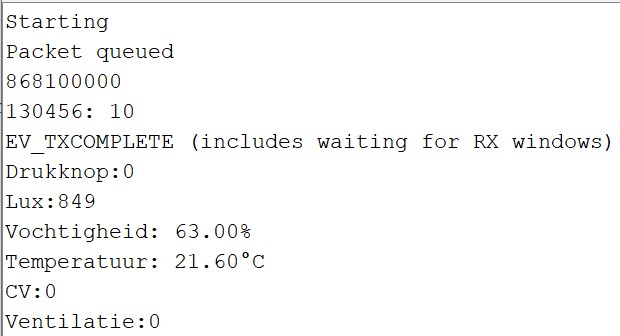 Starting
Packet queued
868100000
130456: 10
EV_TXCOMPLETE (includes waiting for RX windows)
Drukknop:0
Lux:849
Vochtigheid: 63.00%
Temperatuur: 21.60°C
CV:0
Ventilatie:0